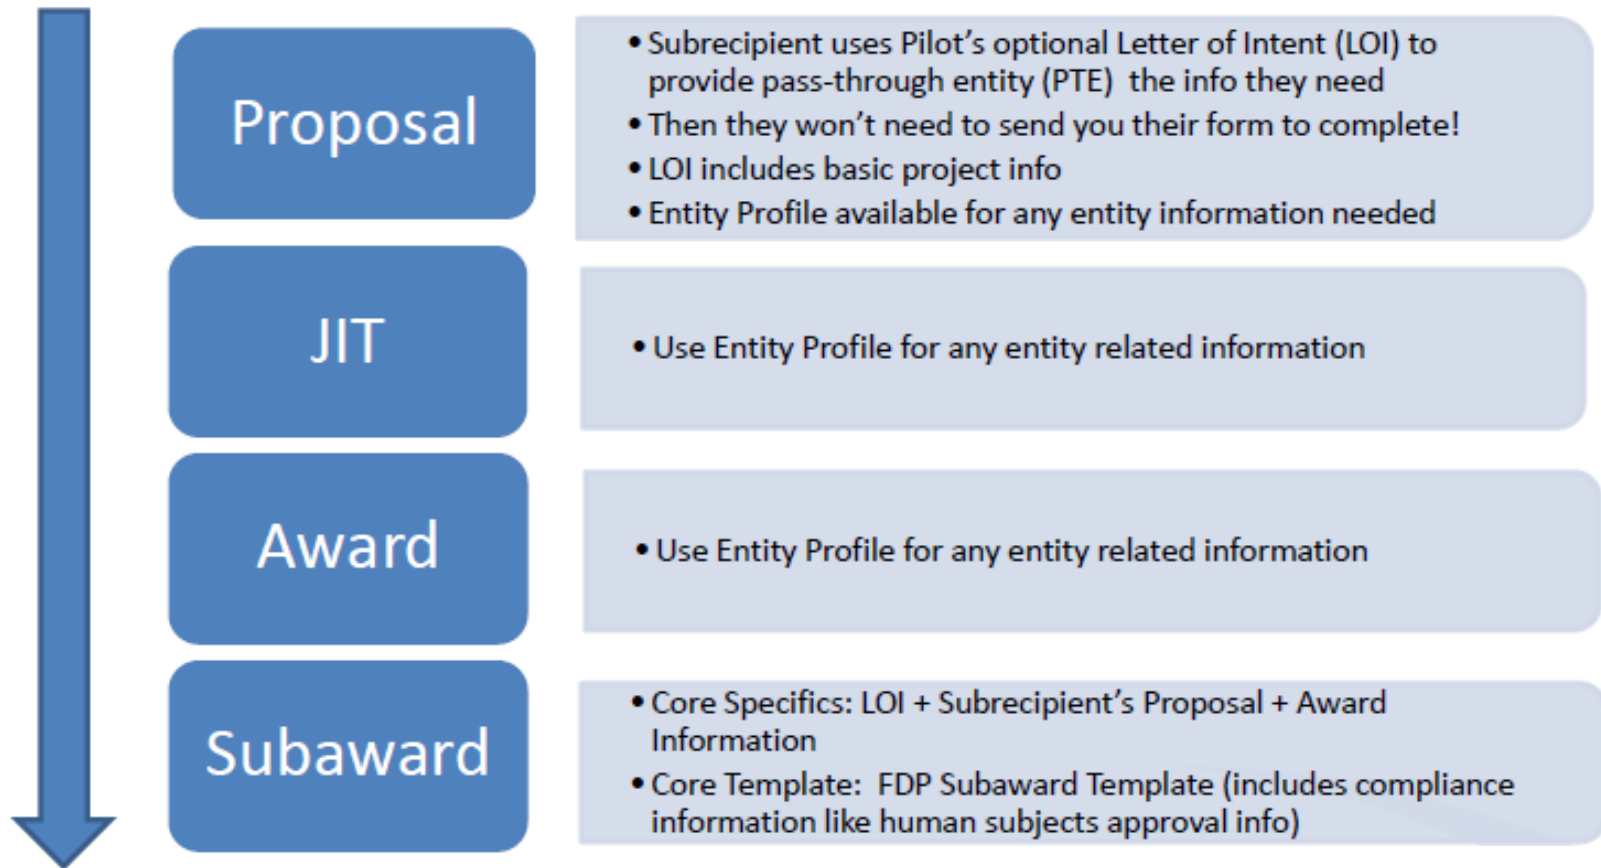 Proposal
• Subrecipient uses Pilot's optional Letter of Intent (LOI) to
provide pass-through entity (PTE)  the info they need
• Then they won't need to send you their form to complete!
• LOI includes basic project info
• Entity Profile available for any entity information needed
JIT
• Use Entity Profile for any entity related information
Award
• Use Entity Profile for any entity related information
Subaward
• Core Specifics: LOI + Subrecipient's Proposal + Award
Information
• Core Template:  FDP Subaward Template (includes compliance
information like human subjects approval info)